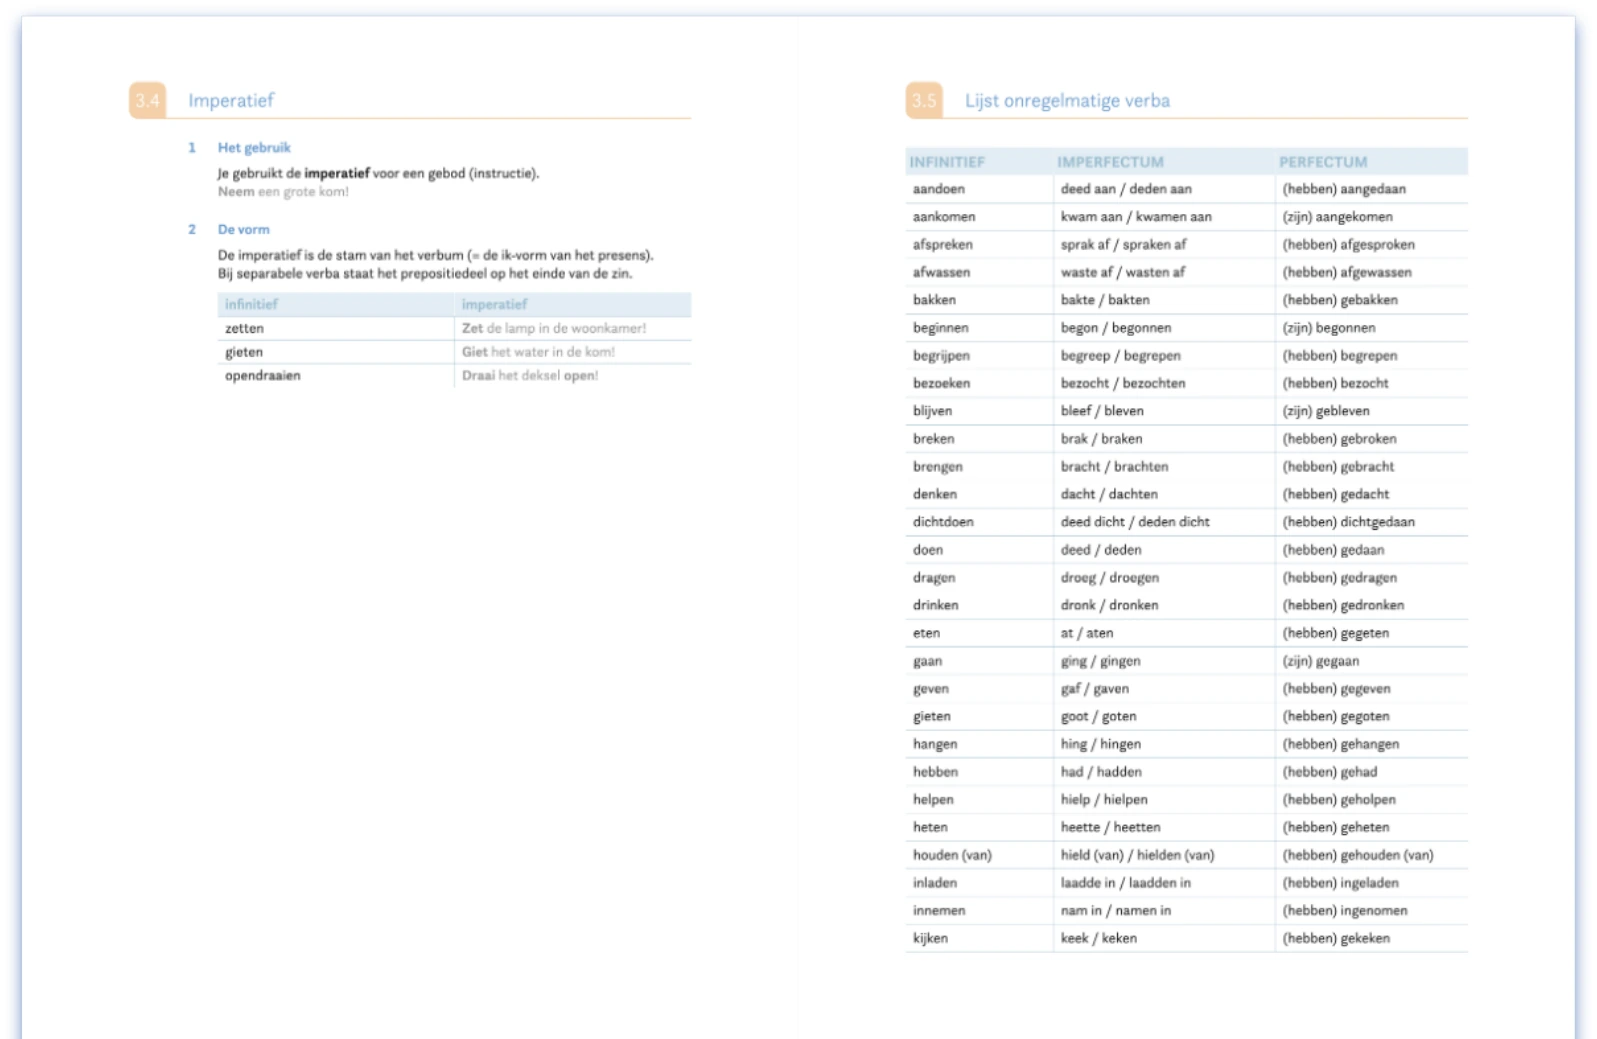 3.4 Imperatief
1 Het gebruik
Je gebruikt de imperatief voor een gebod (instructie).
Neem een grote kom!
2 De vorm
De imperatief is de stam van het verbum (= de ik-vorm van het presens).
Bij separabele verba staat het prepositiedeel op het einde van de zin.
infinitief imperatief
zetten Zet de lamp in de woonkamer!
gieten Giet het water in de kom!
opendraaien Draai het deksel open!
3.5 Lijst onregelmatige verba
INFINITIEF IMPERFECTUM PERFECTUM
aandoen deed aan / deden aan (hebben) aangedaan
aankomen kwam aan / kwamen aan (zijn) aangekomen
afspreken sprak af / spraken af (hebben) afgesproken
afwassen waste af / wasten af (hebben) afgewassen
bakken bakte / bakten (hebben) gebakken
beginnen begon / begonnen (zijn) begonnen
begrijpen begreep / begrepen (hebben) begrepen
bezoeken bezocht / bezochten (hebben) bezocht
blijven bleef / bleven (zijn) gebleven
breken brak / braken (hebben) gebroken
brengen bracht / brachten (hebben) gebracht
denken dacht / dachten (hebben) gedacht
dichtdoen deed dicht / deden dicht (hebben) dichtgedaan
doen deed / deden (hebben) gedaan
dragen droeg / droegen (hebben) gedragen
drinken dronk / dronken (hebben) gedronken
eten at / aten (hebben) gegeten
gaan ging / gingen (zijn) gegaan
geven gaf / gaven (hebben) gegeven
gieten goot / goten (hebben) gegoten
hangen hing / hingen (hebben) gehangen
hebben had / hadden (hebben) gehad
helpen hielp / hielpen (hebben) geholpen
heten heette / heetten (hebben) geheten
houden (van) hield (van) / hielden (van) (hebben) gehouden (van)
inladen laadde in / laadden in (hebben) ingeladen
innemen nam in / namen in (hebben) ingenomen
kijken keek / keken (hebben) gekeken